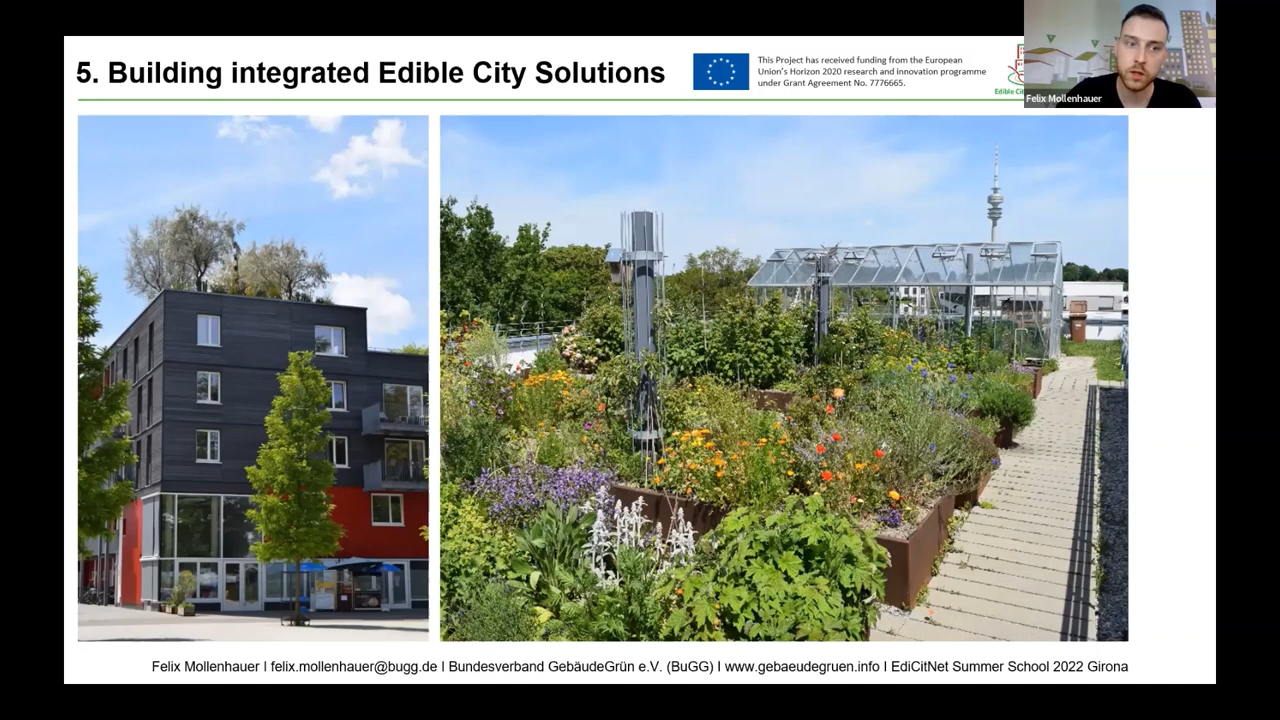 5. Building integrated Edible City Solutions
This Project has received funding from the European
Union's Horizon 2020 research and innovation programme
under Grant Agreement No. 7776665.
Edible
Felix Mollenhauer
Felix Mollenhauer I felix.mollenhauer@bugg.de I Bundesverband GebäudeGrün e.V. (BuGG) I www.gebaeudegruen.info I EdiCitNet Summer School 2022 Girona